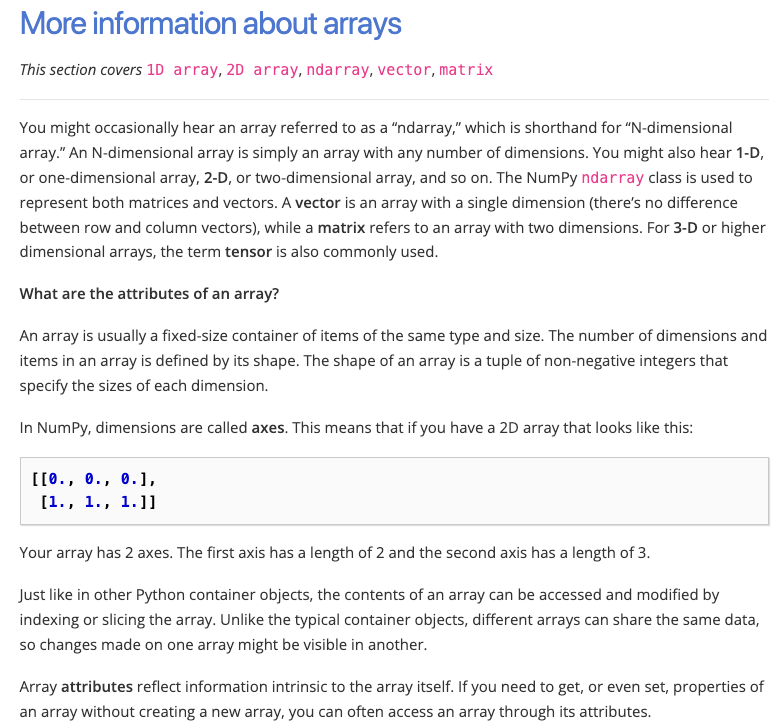 More information about arrays
This section covers 1D array, 2D array, ndarray, vector, matrix
You might occasionally hear an array referred to as a “ndarray,” which is shorthand for “N-dimensional
array.” An N-dimensional array is simply an array with any number of dimensions. You might also hear 1-D,
or one-dimensional array, 2-D, or two-dimensional array, and so on. The NumPy ndarray class is used to
represent both matrices and vectors. A vector is an array with a single dimension (there’s no difference
between row and column vectors), while a matrix refers to an array with two dimensions. For 3-D or higher
dimensional arrays, the term tensor is also commonly used.
What are the attributes of an array?
An array is usually a fixed-size container of items of the same type and size. The number of dimensions and
items in an array is defined by its shape. The shape of an array is a tuple of non-negative integers that
specify the sizes of each dimension.
In NumPy, dimensions are called axes. This means that if you have a 2D array that looks like this:
[[0., 0., 0.],
 [1., 1., 1.]]
Your array has 2 axes. The first axis has a length of 2 and the second axis has a length of 3.
Just like in other Python container objects, the contents of an array can be accessed and modified by
indexing or slicing the array. Unlike the typical container objects, different arrays can share the same data,
so changes made on one array might be visible in another.
Array attributes reflect information intrinsic to the array itself. If you need to get, or even set, properties of
an array without creating a new array, you can often access an array through its attributes.